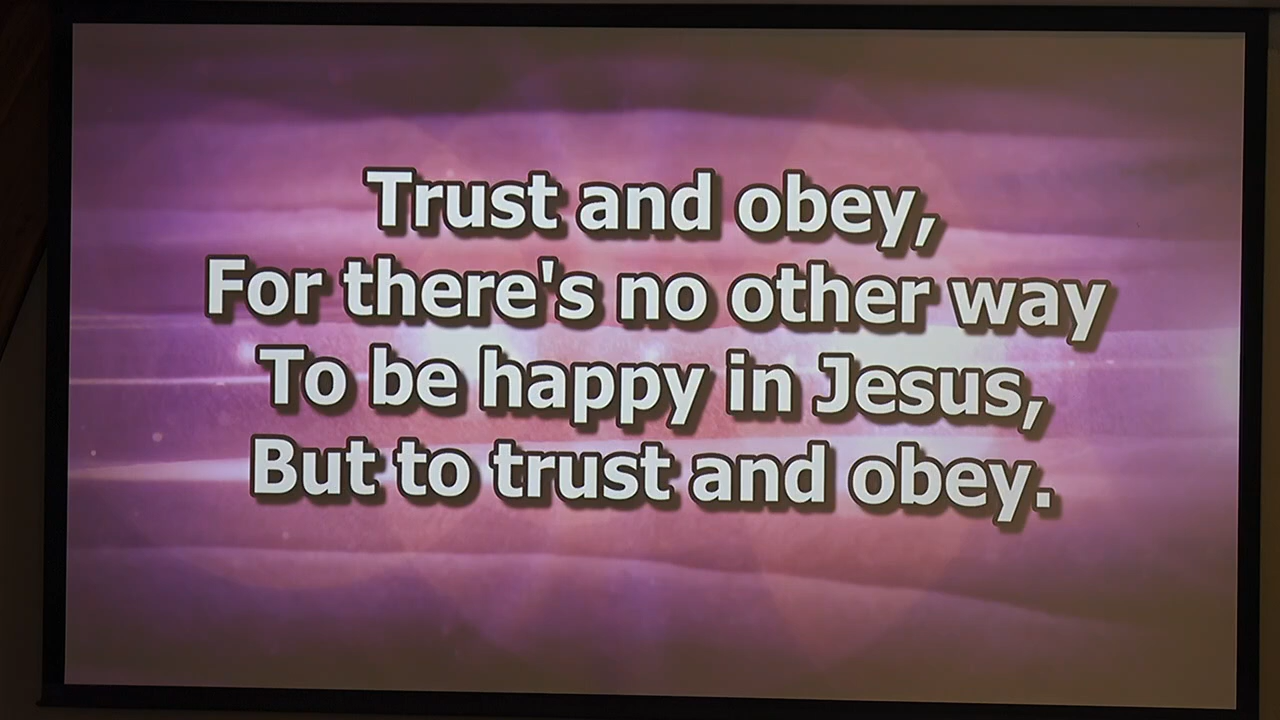 Trust and obey,
For there's no other way
To be happy in Jesus,
But to trust and obey.